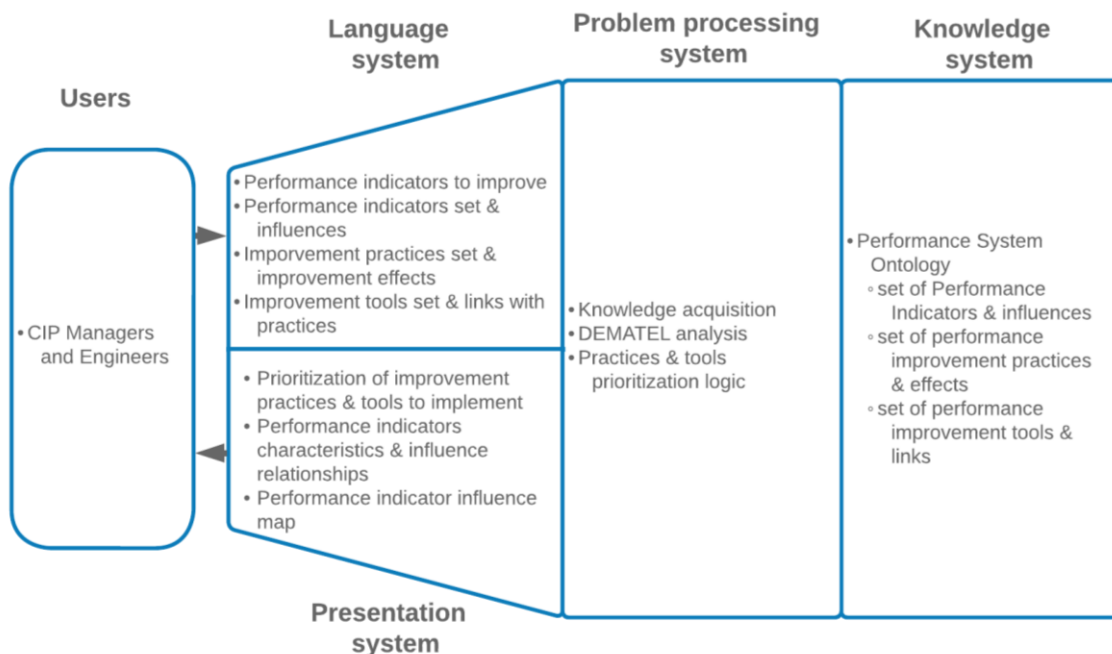 Users
• CIP Managers
and Engineers
Language
system
• Performance indicators to improve
• Performance indicators set &
influences
• Imporvement practices set &
improvement effects
• Improvement tools set & links with
practices
• Prioritization of improvement
practices & tools to implement
• Performance indicators
characteristics & influence
relationships
• Performance indicator influence
map
Presentation
system
Problem processing
system
• Knowledge acquisition
• DEMATEL analysis
• Practices & tools
prioritization logic
Knowledge
system
• Performance System
Ontology
◦ set of Performance
Indicators & influences
◦ set of performance
improvement practices
& effects
◦ set of performance
improvement tools &
links